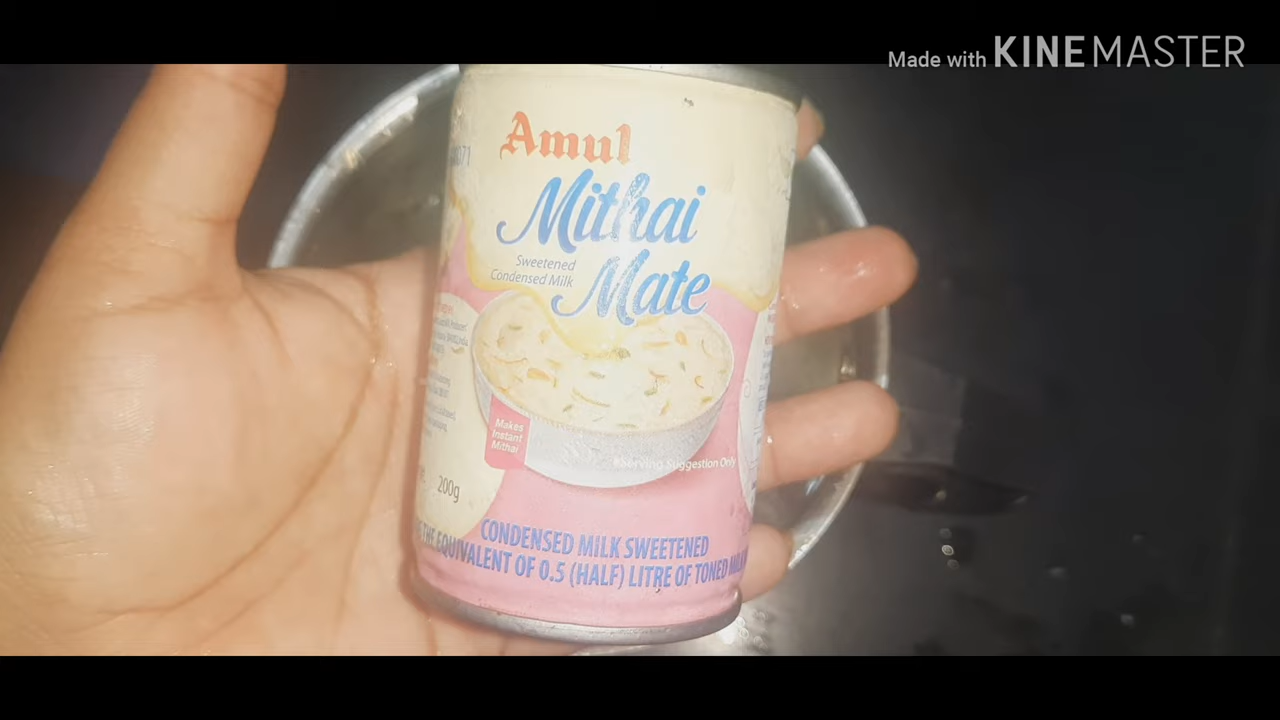 Made with KINEMASTER
Amul
Mithai
Mate
Sweetened
Condensed Milk
Makes
Instant
Mithai
#Serving Suggestion Only
200g
CONDENSED MILK SWEETENED
THE EQUIVALENT OF 0.5 (HALF) LITRE OF TONED